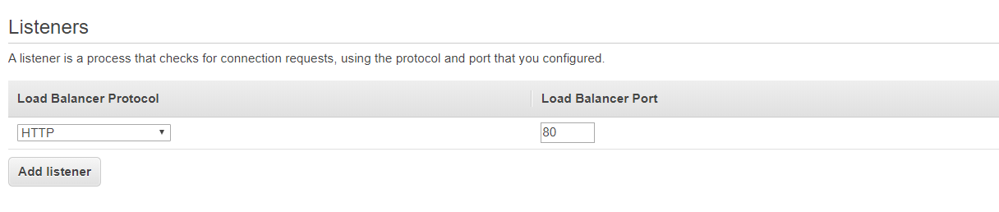 Listeners
A listener is a process that checks for connection requests, using the protocol and port that you configured.
Load Balancer Protocol Load Balancer Port
HTTP 80
Add listener